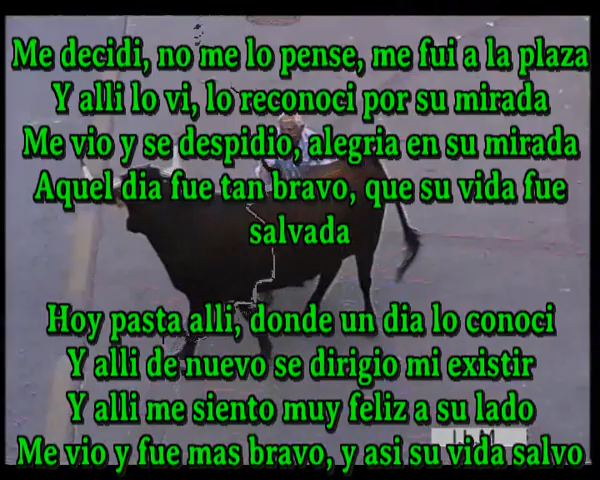 Me decidi, no me lo pense, me fui a la plaza
Y alli lo vi, lo reconoci por su mirada
Me vio y se despidio, alegria en su mirada
Aquel dia fue tan bravo, que su vida fue
salvada
Hoy pasta alli, donde un dia lo conoci
Y alli de nuevo se dirigio mi existir
Y alli me siento muy feliz a su lado
Me vio y fue mas bravo, y asi su vida salvo